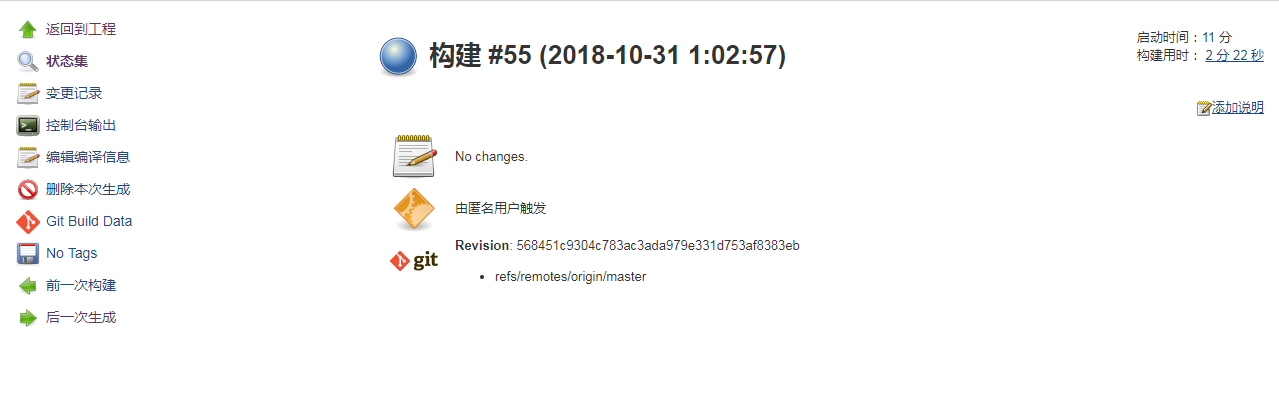 返回到工程
状态集
变更记录
控制台输出
编辑编译信息
删除本次生成
Git Build Data
No Tags
前一次构建
后一次生成
构建 #55 (2018-10-31 1:02:57)
启动时间：11 分
构建用时： 2 分 22 秒
添加说明
No changes.
由匿名用户触发
git
Revision: 568451c9304c783ac3ada979e331d753af8383eb
refs/remotes/origin/master